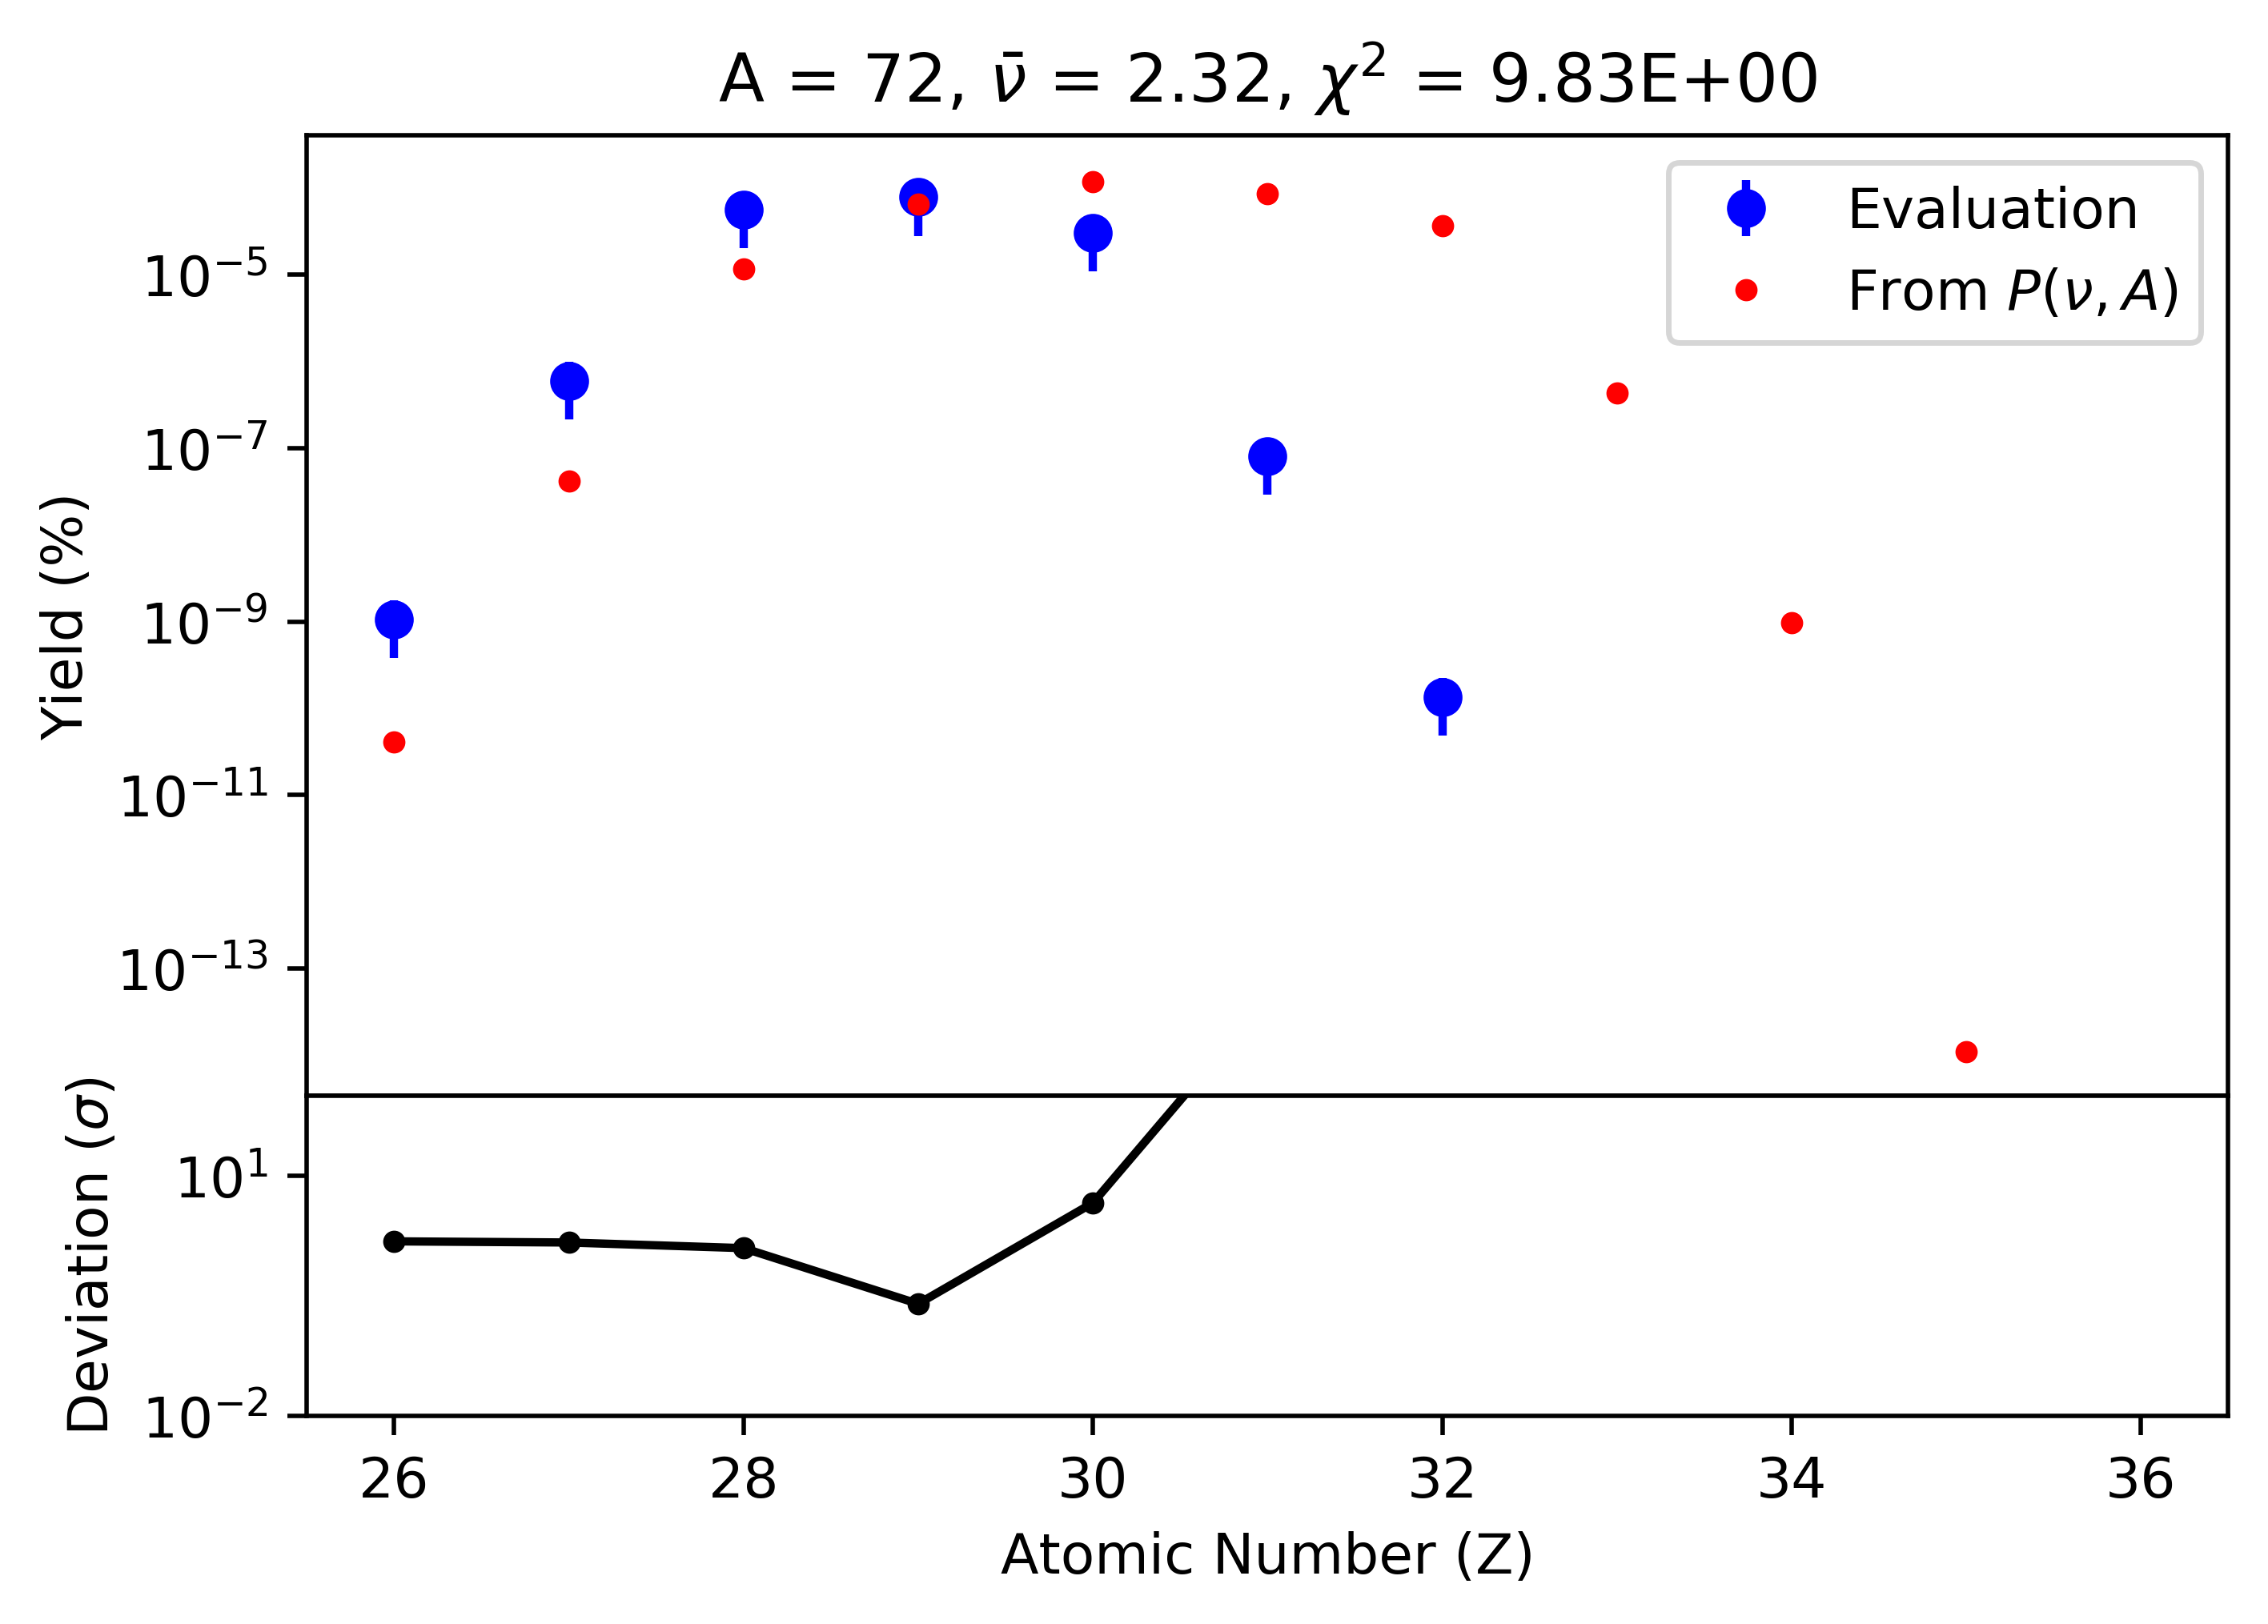 A = 72, ν̄ = 2.32, χ² = 9.83E+00
Evaluation
From P(ν, A)
Yield (%)
10⁻⁵
10⁻⁷
10⁻⁹
10⁻¹¹
10⁻¹³
Deviation (σ)
10¹
10⁻²
26 28 30 32 34 36
Atomic Number (Z)